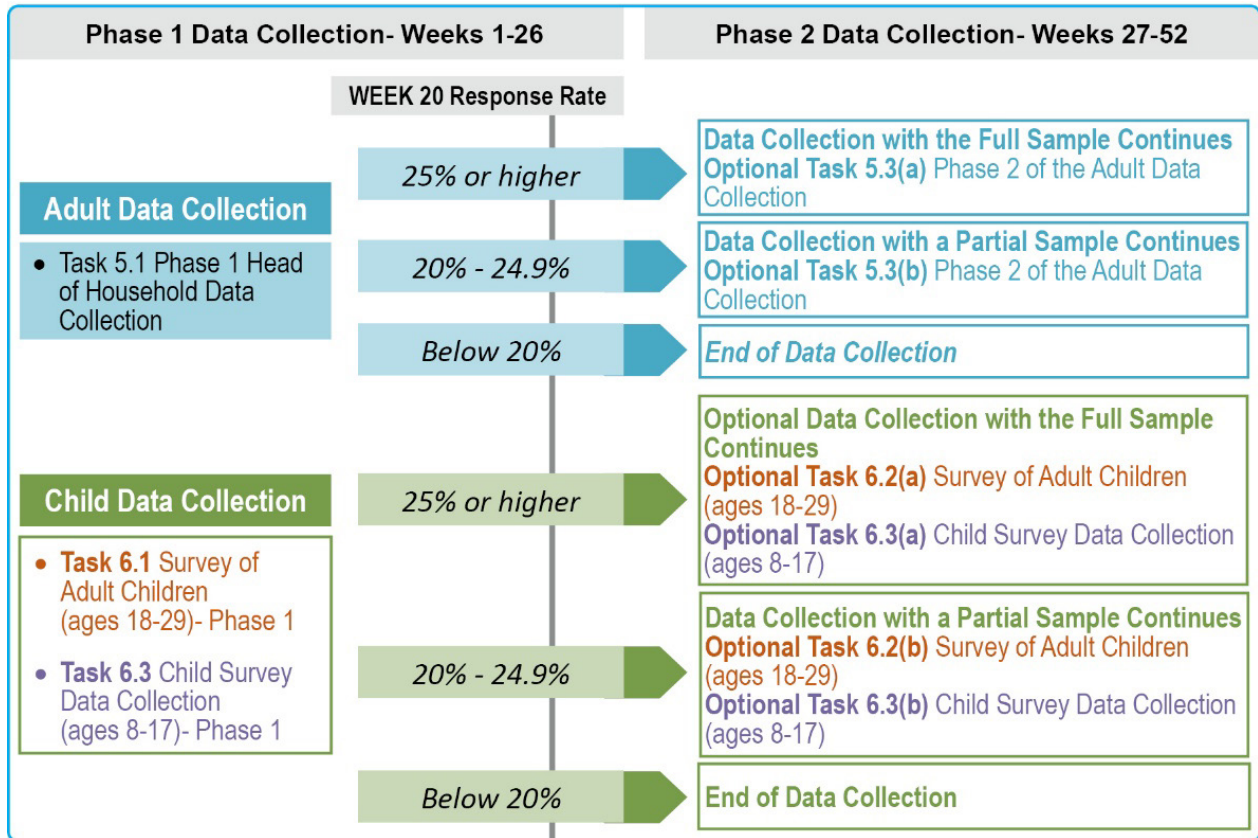 Phase 1 Data Collection- Weeks 1-26
Phase 2 Data Collection- Weeks 27-52
WEEK 20 Response Rate
Adult Data Collection
• Task 5.1 Phase 1 Head
of Household Data
Collection
25% or higher
Data Collection with the Full Sample Continues
Optional Task 5.3(a) Phase 2 of the Adult Data
Collection
20% - 24.9%
Data Collection with a Partial Sample Continues
Optional Task 5.3(b) Phase 2 of the Adult Data
Collection
Below 20%
End of Data Collection
Child Data Collection
• Task 6.1 Survey of
Adult Children
(ages 18-29)- Phase 1
• Task 6.3 Child Survey
Data Collection
(ages 8-17)- Phase 1
25% or higher
Optional Data Collection with the Full Sample
Continues
Optional Task 6.2(a) Survey of Adult Children
(ages 18-29)
Optional Task 6.3(a) Child Survey Data Collection
(ages 8-17)
20% - 24.9%
Data Collection with a Partial Sample Continues
Optional Task 6.2(b) Survey of Adult Children
(ages 18-29)
Optional Task 6.3(b) Child Survey Data Collection
(ages 8-17)
Below 20%
End of Data Collection